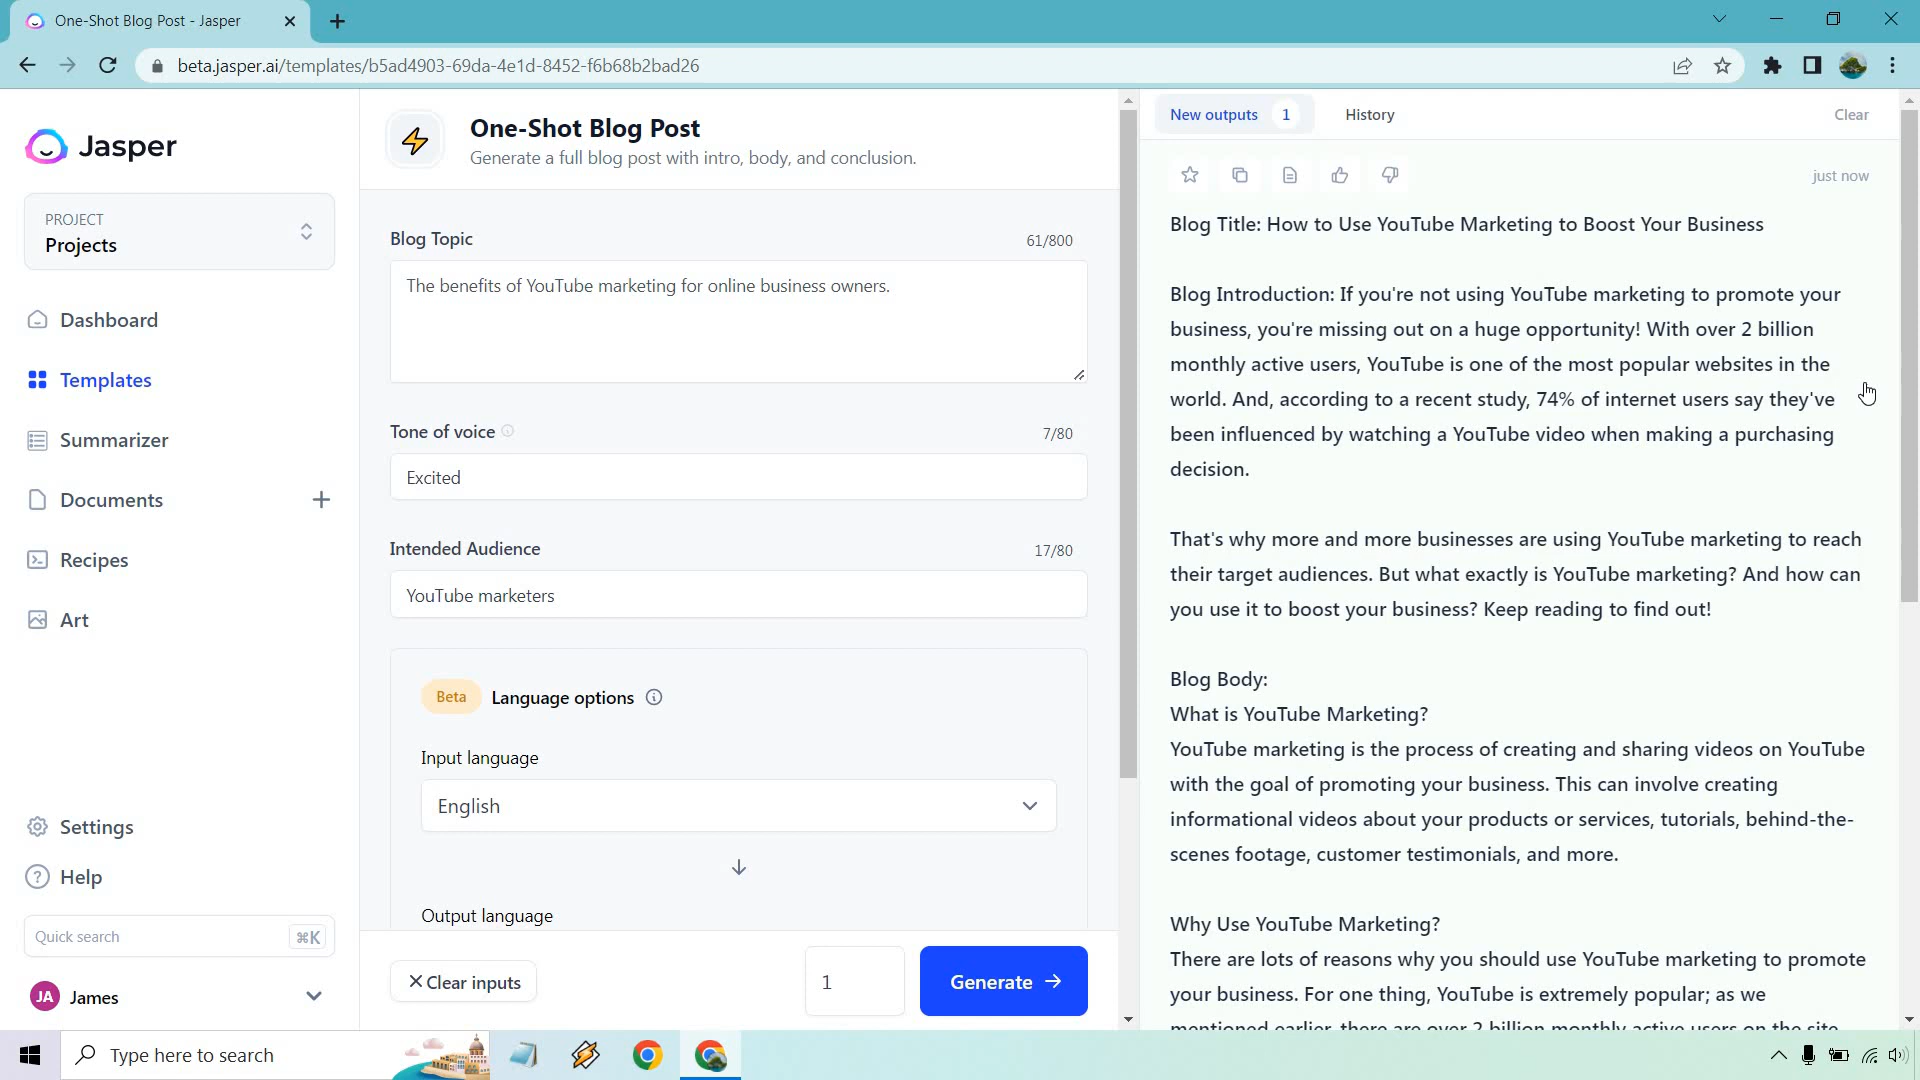 One-Shot Blog Post - Jasper
beta.jasper.ai/templates/b5ad4903-69da-4e1d-8452-f6b68b2bad26
Jasper
PROJECT
Projects
Dashboard
Templates
Summarizer
Documents
Recipes
Art
Settings
Help
Quick search
⌘K
JA
James
One-Shot Blog Post
Generate a full blog post with intro, body, and conclusion.
Blog Topic
61/800
The benefits of YouTube marketing for online business owners.
Tone of voice
7/80
Excited
Intended Audience
17/80
YouTube marketers
Beta
Language options
Input language
English
Output language
Clear inputs
1
Generate
New outputs 1
History
Clear
just now
Blog Title: How to Use YouTube Marketing to Boost Your Business
Blog Introduction: If you're not using YouTube marketing to promote your
business, you're missing out on a huge opportunity! With over 2 billion
monthly active users, YouTube is one of the most popular websites in the
world. And, according to a recent study, 74% of internet users say they've
been influenced by watching a YouTube video when making a purchasing
decision.
That's why more and more businesses are using YouTube marketing to reach
their target audiences. But what exactly is YouTube marketing? And how can
you use it to boost your business? Keep reading to find out!
Blog Body:
What is YouTube Marketing?
YouTube marketing is the process of creating and sharing videos on YouTube
with the goal of promoting your business. This can involve creating
informational videos about your products or services, tutorials, behind-the-
scenes footage, customer testimonials, and more.
Why Use YouTube Marketing?
There are lots of reasons why you should use YouTube marketing to promote
your business. For one thing, YouTube is extremely popular; as we
mentioned earlier, there are over 2 billion monthly active users on the site.
Type here to search